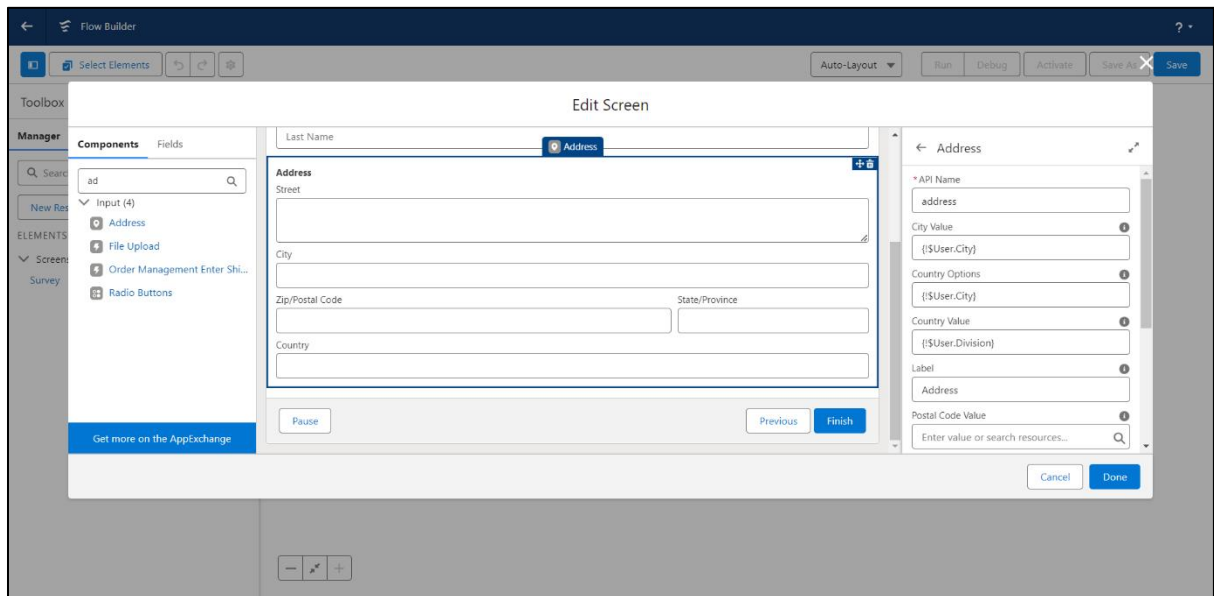 Flow Builder
?
Select Elements
Auto-Layout
Run
Debug
Activate
Save As
Save
Toolbox
Edit Screen
Manager
Components
Fields
Searc
ad
New Res
Input (4)
Address
File Upload
Order Management Enter Shi...
Radio Buttons
ELEMENTS
Screens
Survey
Get more on the AppExchange
Last Name
Address
Address
Street
City
Zip/Postal Code
State/Province
Country
Pause
Previous
Finish
Address
* API Name
address
City Value
{!$User.City}
Country Options
{!$User.City}
Country Value
{!$User.Division}
Label
Address
Postal Code Value
Enter value or search resources...
Cancel
Done